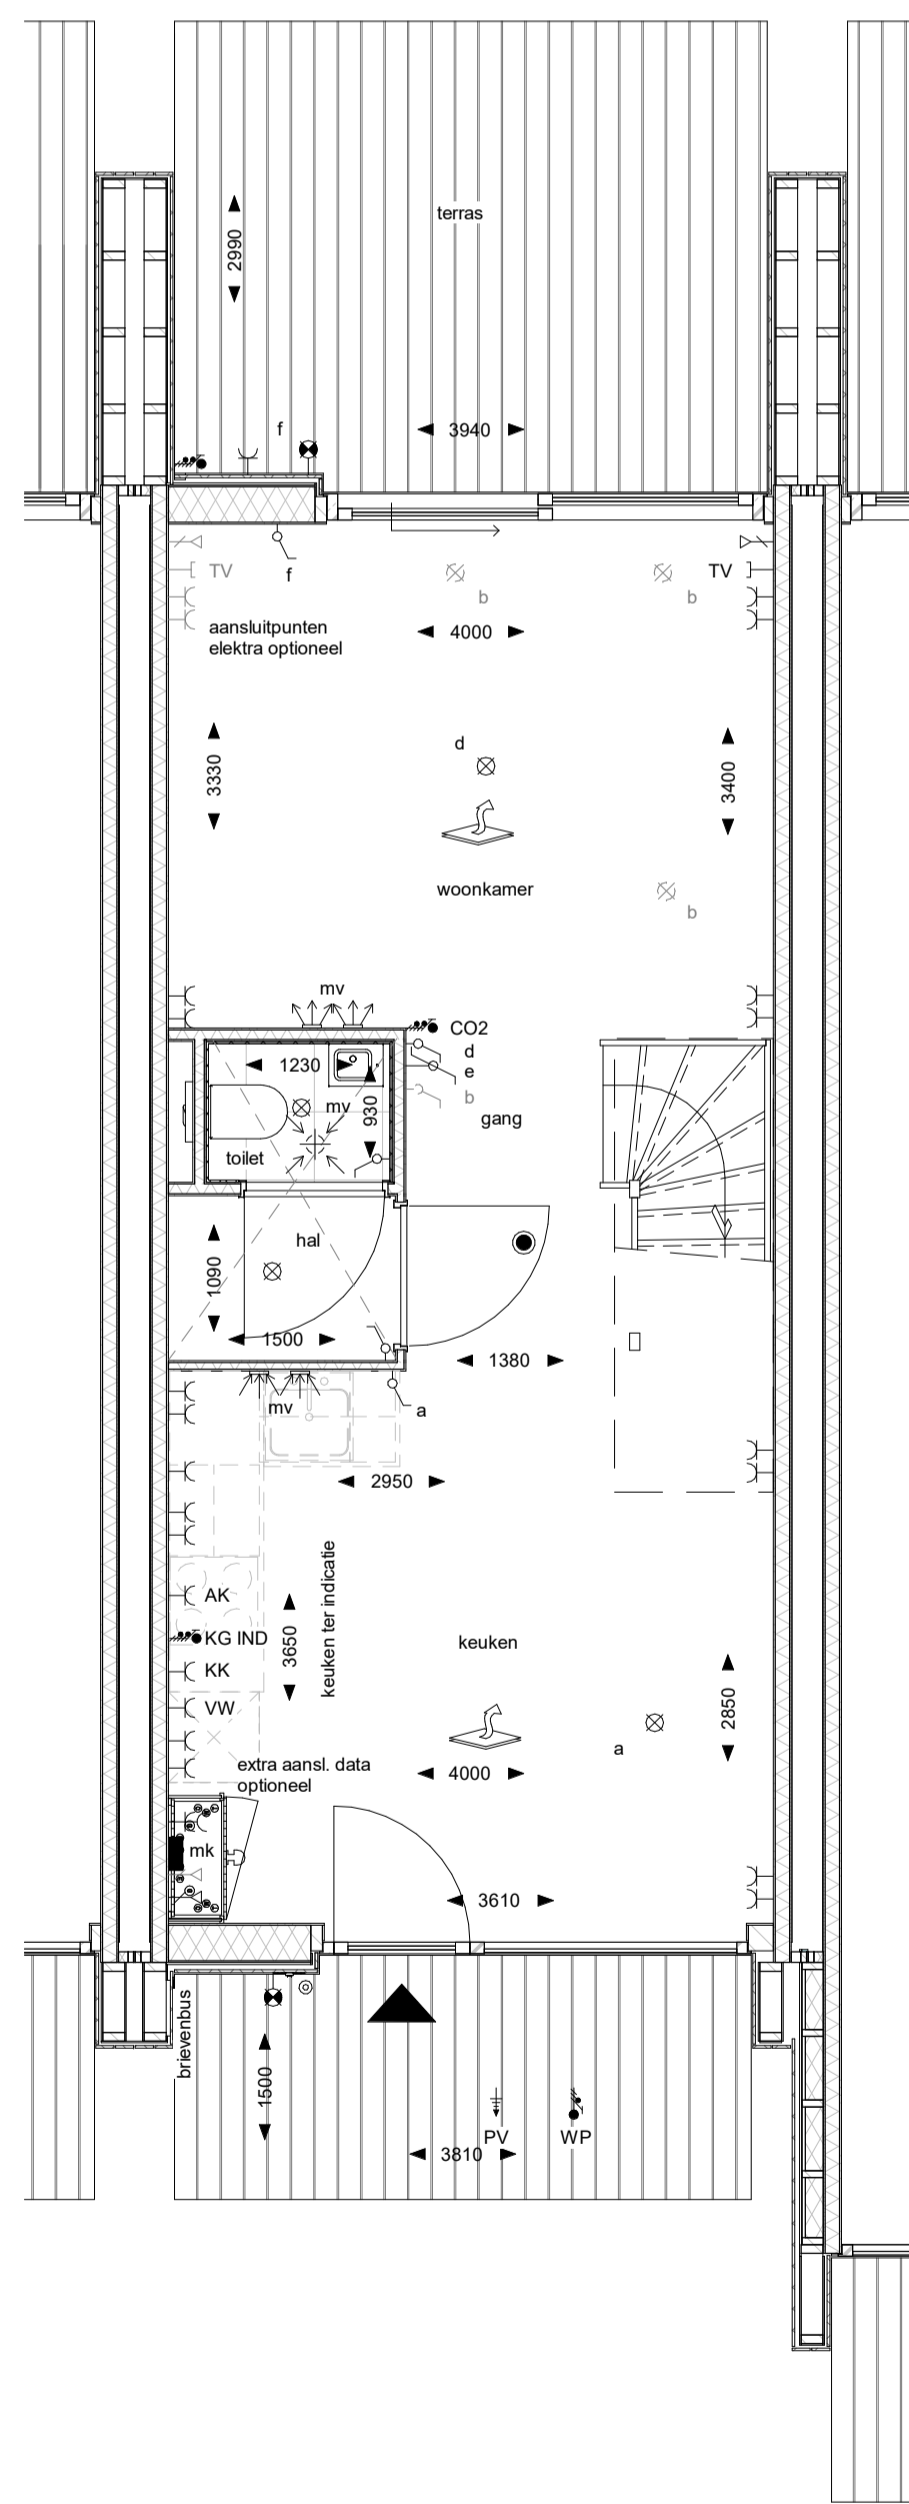 terras
2990
3940
f
f
TV
TV
b
b
aansluitpunten
elektra optioneel
4000
d
3330
3400
woonkamer
b
mv
CO2
d
e
b
1230
mv
930
gang
toilet
hal
1090
1500
1380
mv
a
2950
AK
KG IND
KK
VW
3650
keuken ter indicatie
keuken
2850
a
extra aansl. data
optioneel
4000
mk
3610
brievenbus
1500
PV
WP
3810